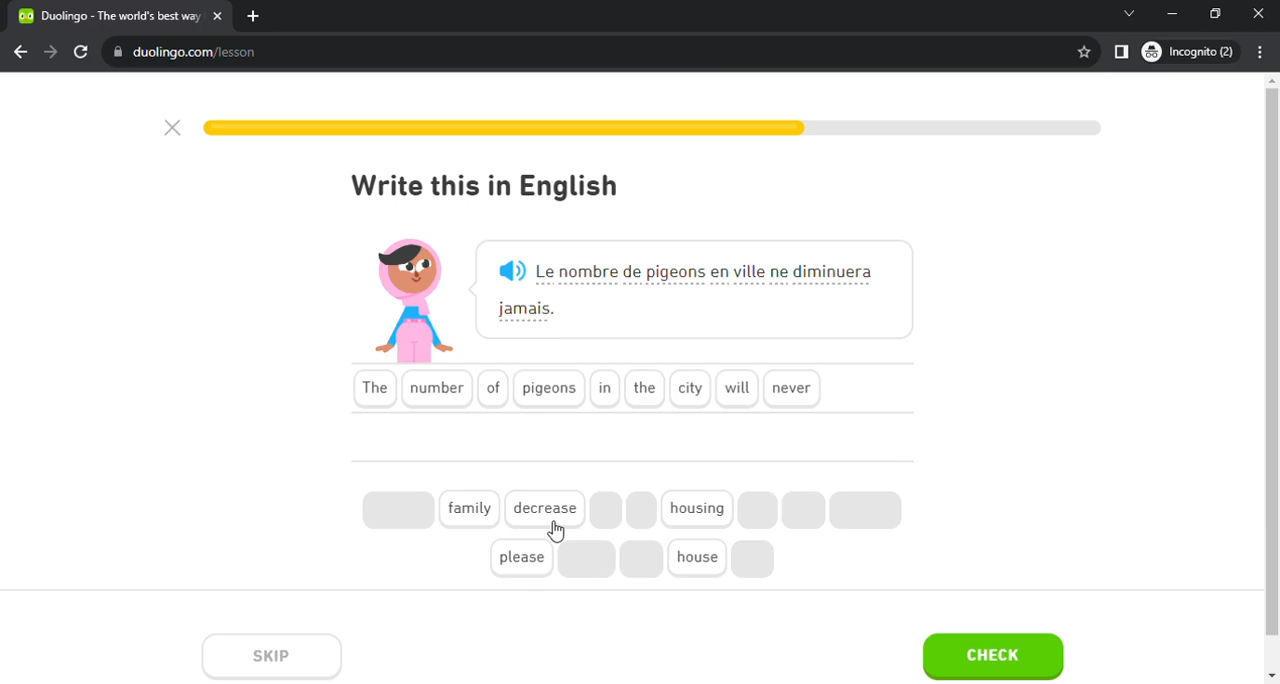 Duolingo - The world's best way
duolingo.com/lesson
Incognito (2)
Write this in English
Le nombre de pigeons en ville ne diminuera
jamais.
The number of pigeons in the city will never
family decrease housing
please house
SKIP
CHECK